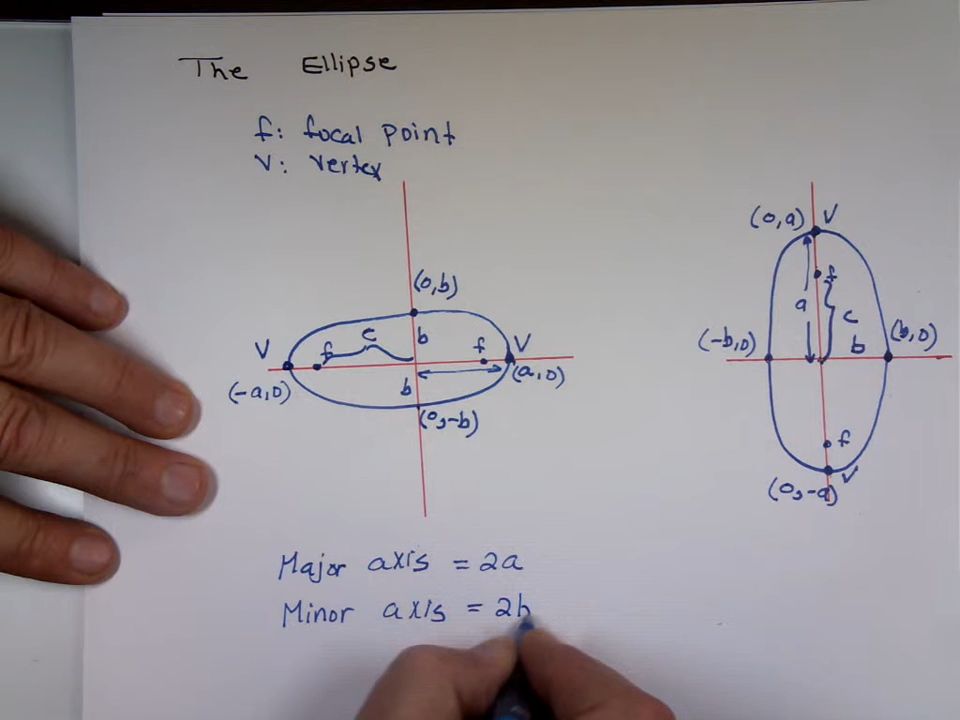 The Ellipse
f: focal point
V: Vertex
(0,b)
V
f
c
b
f
V
(-a,0)
b
(a,0)
(0,-b)
(0,a) V
f
a
c
(-b,0)
b
(b,0)
f
V
(0,-a)
Major axis = 2a
Minor axis = 2b